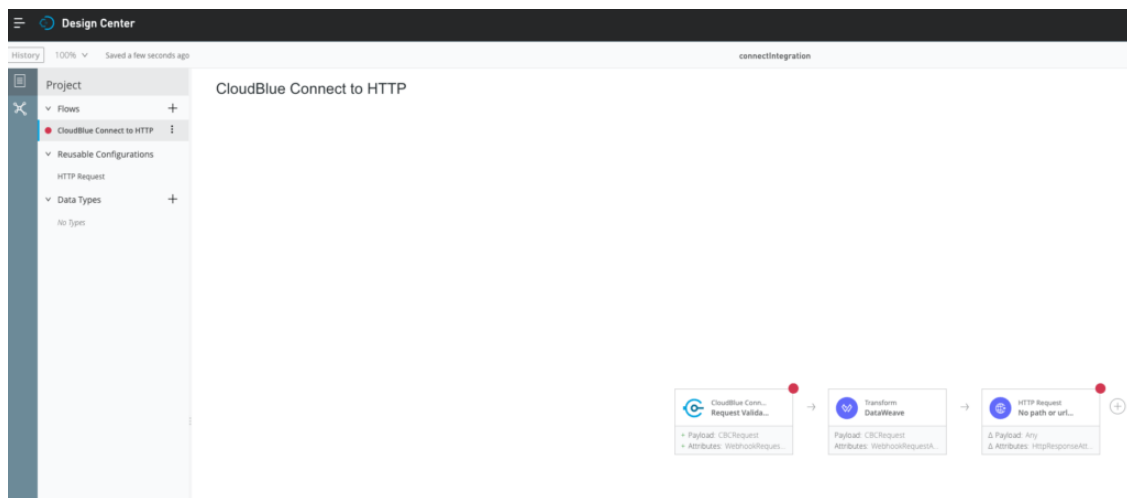 Design Center
History 100% Saved a few seconds ago connectIntegration
Project
Flows
CloudBlue Connect to HTTP
Reusable Configurations
HTTP Request
Data Types
No Types
CloudBlue Connect to HTTP
CloudBlue Conn...
Request Valida...
Payload: CBCRequest
Attributes: WebhookReques...
Transform
DataWeave
Payload: CBCRequest
Attributes: WebhookRequestA...
HTTP Request
No path or url...
Δ Payload: Any
Δ Attributes: HttpResponseAtt...